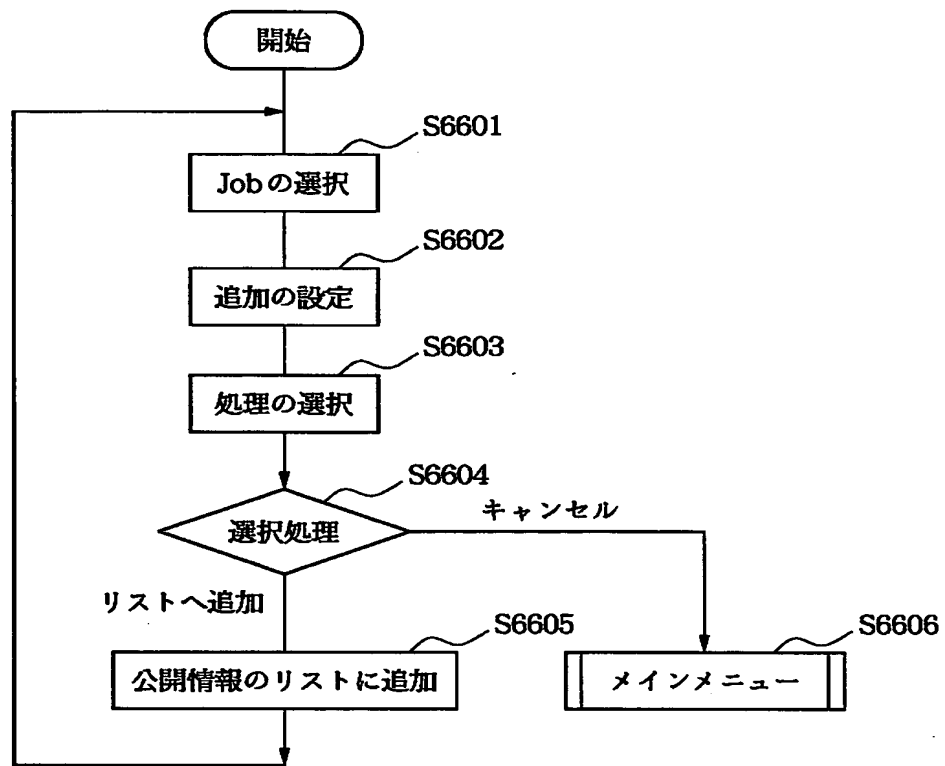 開始
S6601
Jobの選択
S6602
追加の設定
S6603
処理の選択
S6604
選択処理
キャンセル
リストへ追加
S6605
公開情報のリストに追加
S6606
メインメニュー